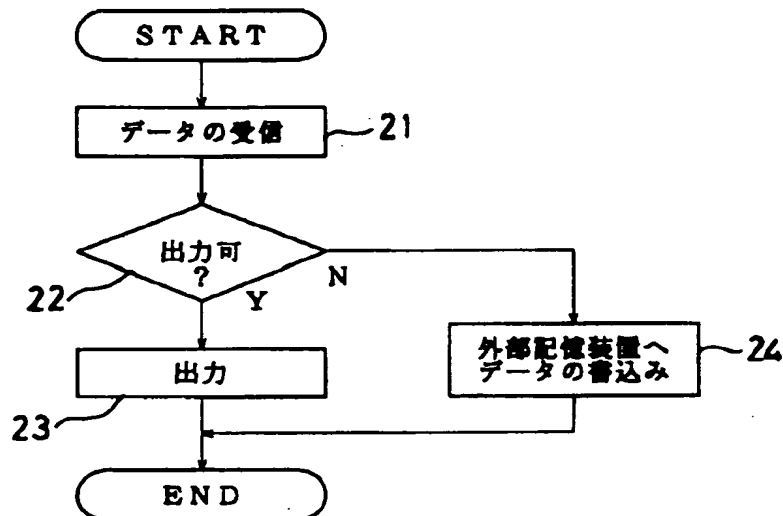 START
データの受信
21
出力可
?
22
Y
N
出力
23
外部記憶装置へ
データの書込み
24
END